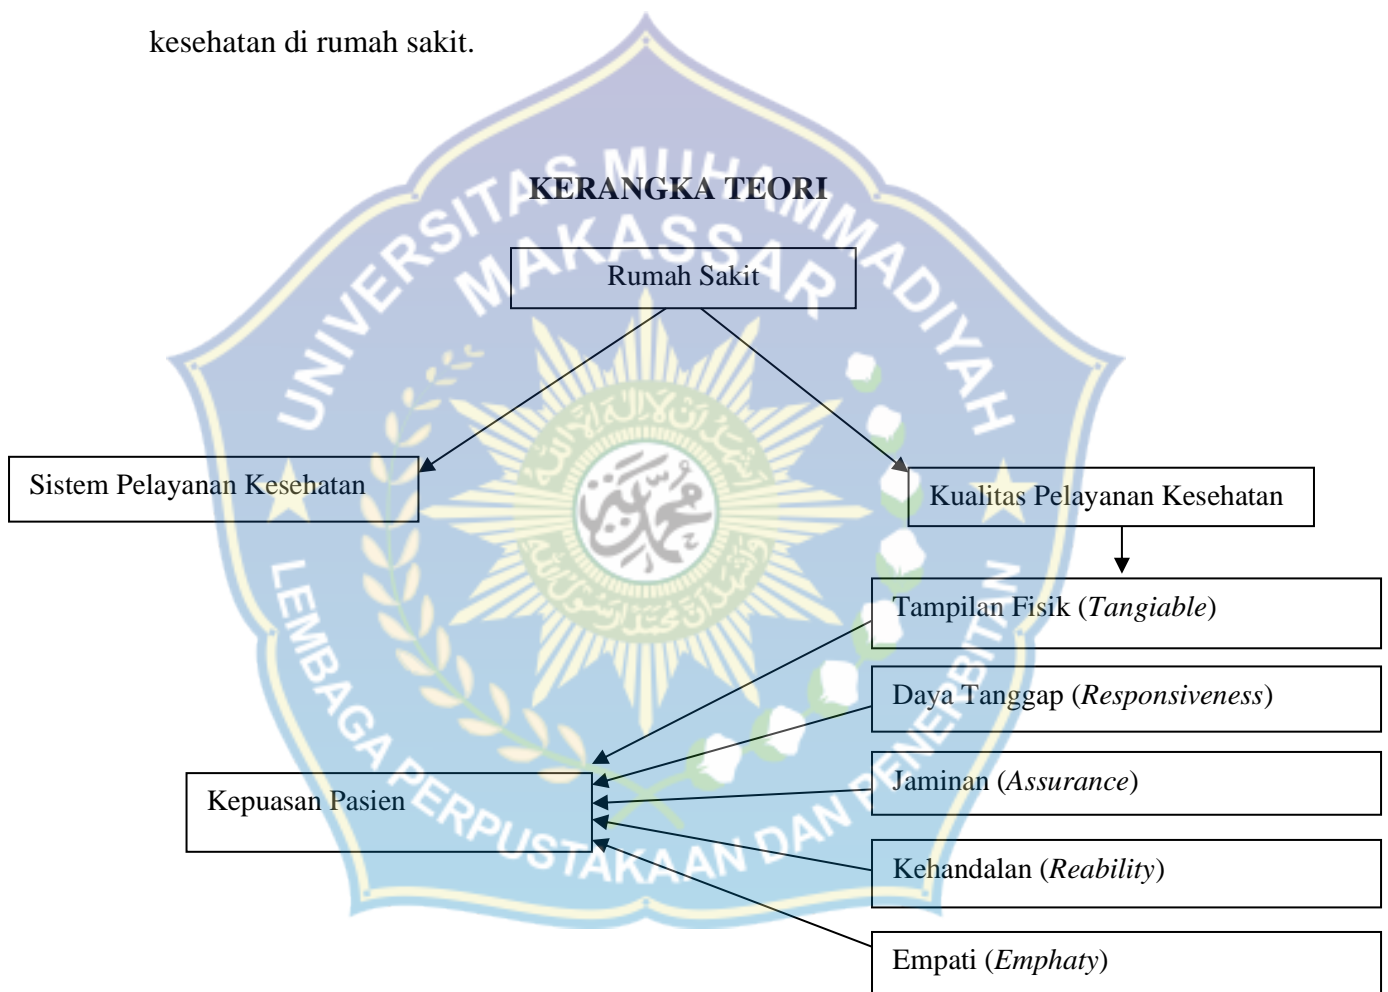 kesehatan di rumah sakit.
KERANGKA TEORI
UNIVERSITAS MUHAMMADIYAH
MAKASSAR
Rumah Sakit
Sistem Pelayanan Kesehatan
Kualitas Pelayanan Kesehatan
Tampilan Fisik (Tangiable)
Daya Tanggap (Responsiveness)
Jaminan (Assurance)
Kepuasan Pasien
Kehandalan (Reability)
Empati (Emphaty)
LEMBAGA PERPUSTAKAAN DAN PENERBITAN